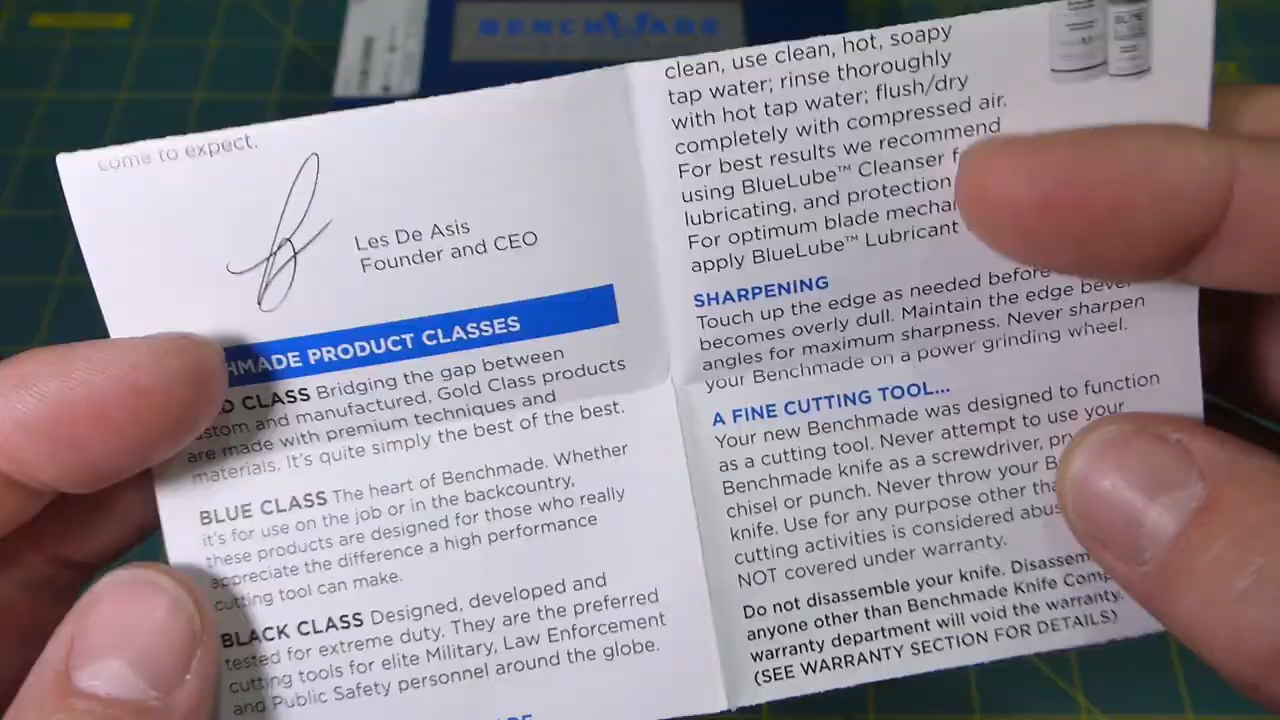 BENCHMADE
come to expect.
Les De Asis
Founder and CEO
HMADE PRODUCT CLASSES
D CLASS Bridging the gap between
stom and manufactured, Gold Class products
are made with premium techniques and
materials. It's quite simply the best of the best.
BLUE CLASS The heart of Benchmade. Whether
it's for use on the job or in the backcountry,
these products are designed for those who really
appreciate the difference a high performance
cutting tool can make.
BLACK CLASS Designed, developed and
tested for extreme duty. They are the preferred
cutting tools for elite Military, Law Enforcement
and Public Safety personnel around the globe.
clean, use clean, hot, soapy
tap water; rinse thoroughly
with hot tap water; flush/dry
completely with compressed air.
For best results we recommend
using BlueLube™ Cleanser f
lubricating, and protection
For optimum blade mecha
apply BlueLube™ Lubricant
SHARPENING
Touch up the edge as needed before
becomes overly dull. Maintain the edge bevel
angles for maximum sharpness. Never sharpen
your Benchmade on a power grinding wheel.
A FINE CUTTING TOOL...
Your new Benchmade was designed to function
as a cutting tool. Never attempt to use your
Benchmade knife as a screwdriver, pry
chisel or punch. Never throw your B
knife. Use for any purpose other tha
cutting activities is considered abus
NOT covered under warranty.
Do not disassemble your knife. Disassem
anyone other than Benchmade Knife Comp
warranty department will void the warranty.
(SEE WARRANTY SECTION FOR DETAILS)